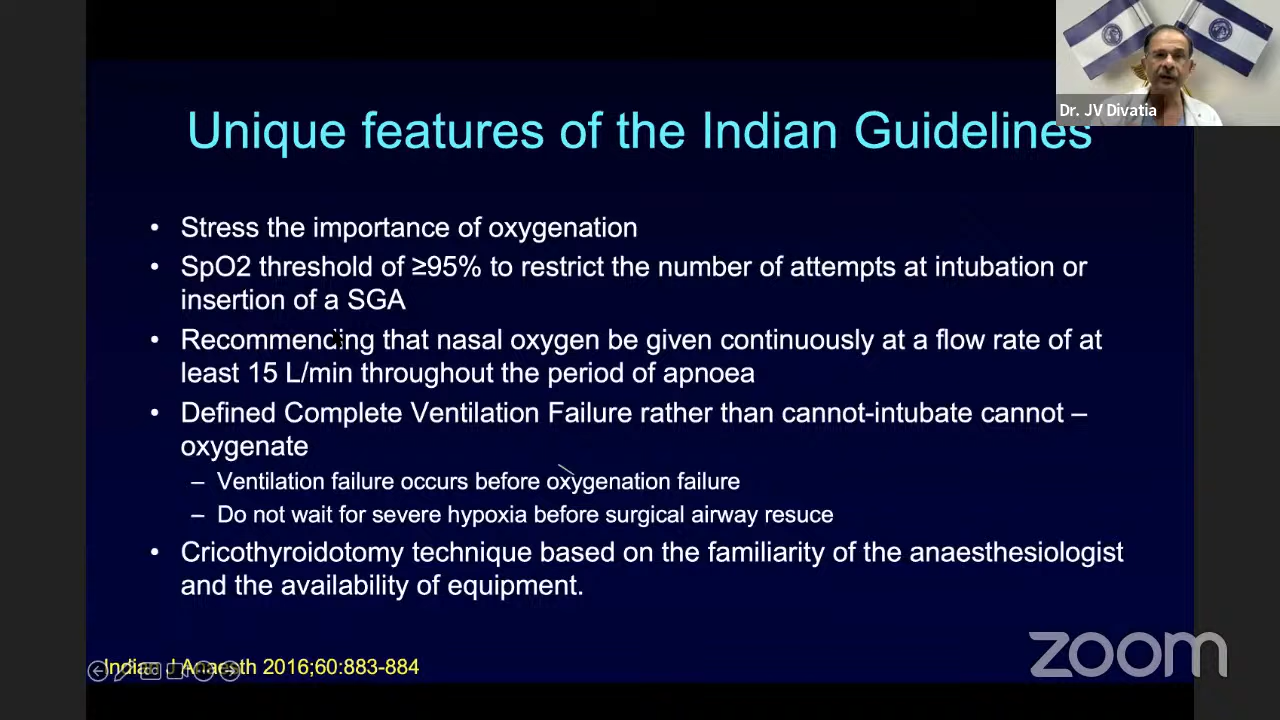 Dr. JV Divatia
Unique features of the Indian Guidelines
• Stress the importance of oxygenation
• SpO2 threshold of ≥95% to restrict the number of attempts at intubation or
insertion of a SGA
• Recommending that nasal oxygen be given continuously at a flow rate of at
least 15 L/min throughout the period of apnoea
• Defined Complete Ventilation Failure rather than cannot-intubate cannot –
oxygenate
– Ventilation failure occurs before oxygenation failure
– Do not wait for severe hypoxia before surgical airway resuce
• Cricothyroidotomy technique based on the familiarity of the anaesthesiologist
and the availability of equipment.
Indian J Anaesth 2016;60:883-884
zoom